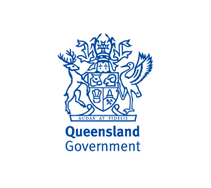 AUDAX AT FIDELIS
Queensland
Government